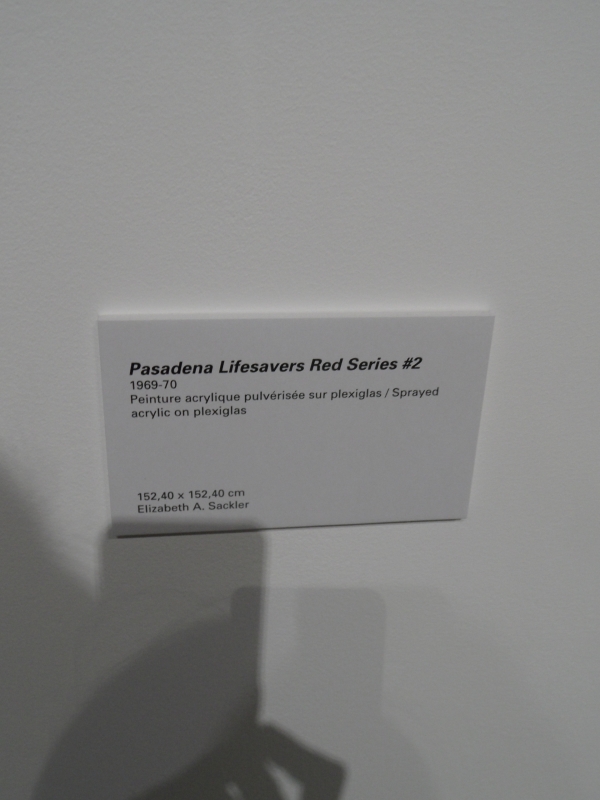 Pasadena Lifesavers Red Series #2
1969-70
Peinture acrylique pulvérisée sur plexiglas / Sprayed
acrylic on plexiglas
152,40 x 152,40 cm
Elizabeth A. Sackler